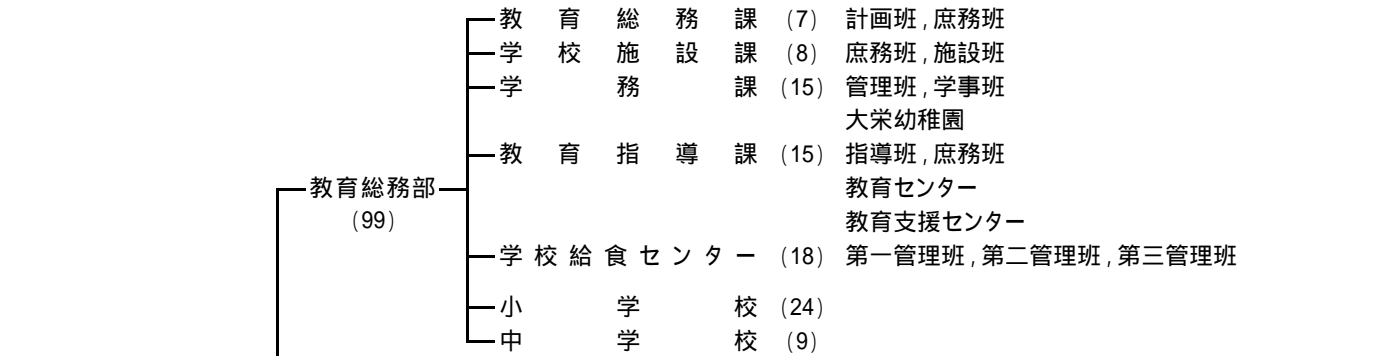 教育総務課 (7) 計画班,庶務班
学校施設課 (8) 庶務班,施設班
学務課 (15) 管理班,学事班
大栄幼稚園
教育指導課 (15) 指導班,庶務班
教育総務部 教育センター
(99) 教育支援センター
学校給食センター (18) 第一管理班,第二管理班,第三管理班
小学校 (24)
中学校 (9)